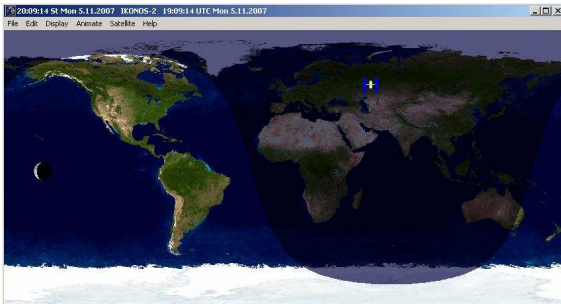 20:09:14 St Mon 5.11.2007 IKONOS-2 19:09:14 UTC Mon 5.11.2007
File Edit Display Animate Satellite Help